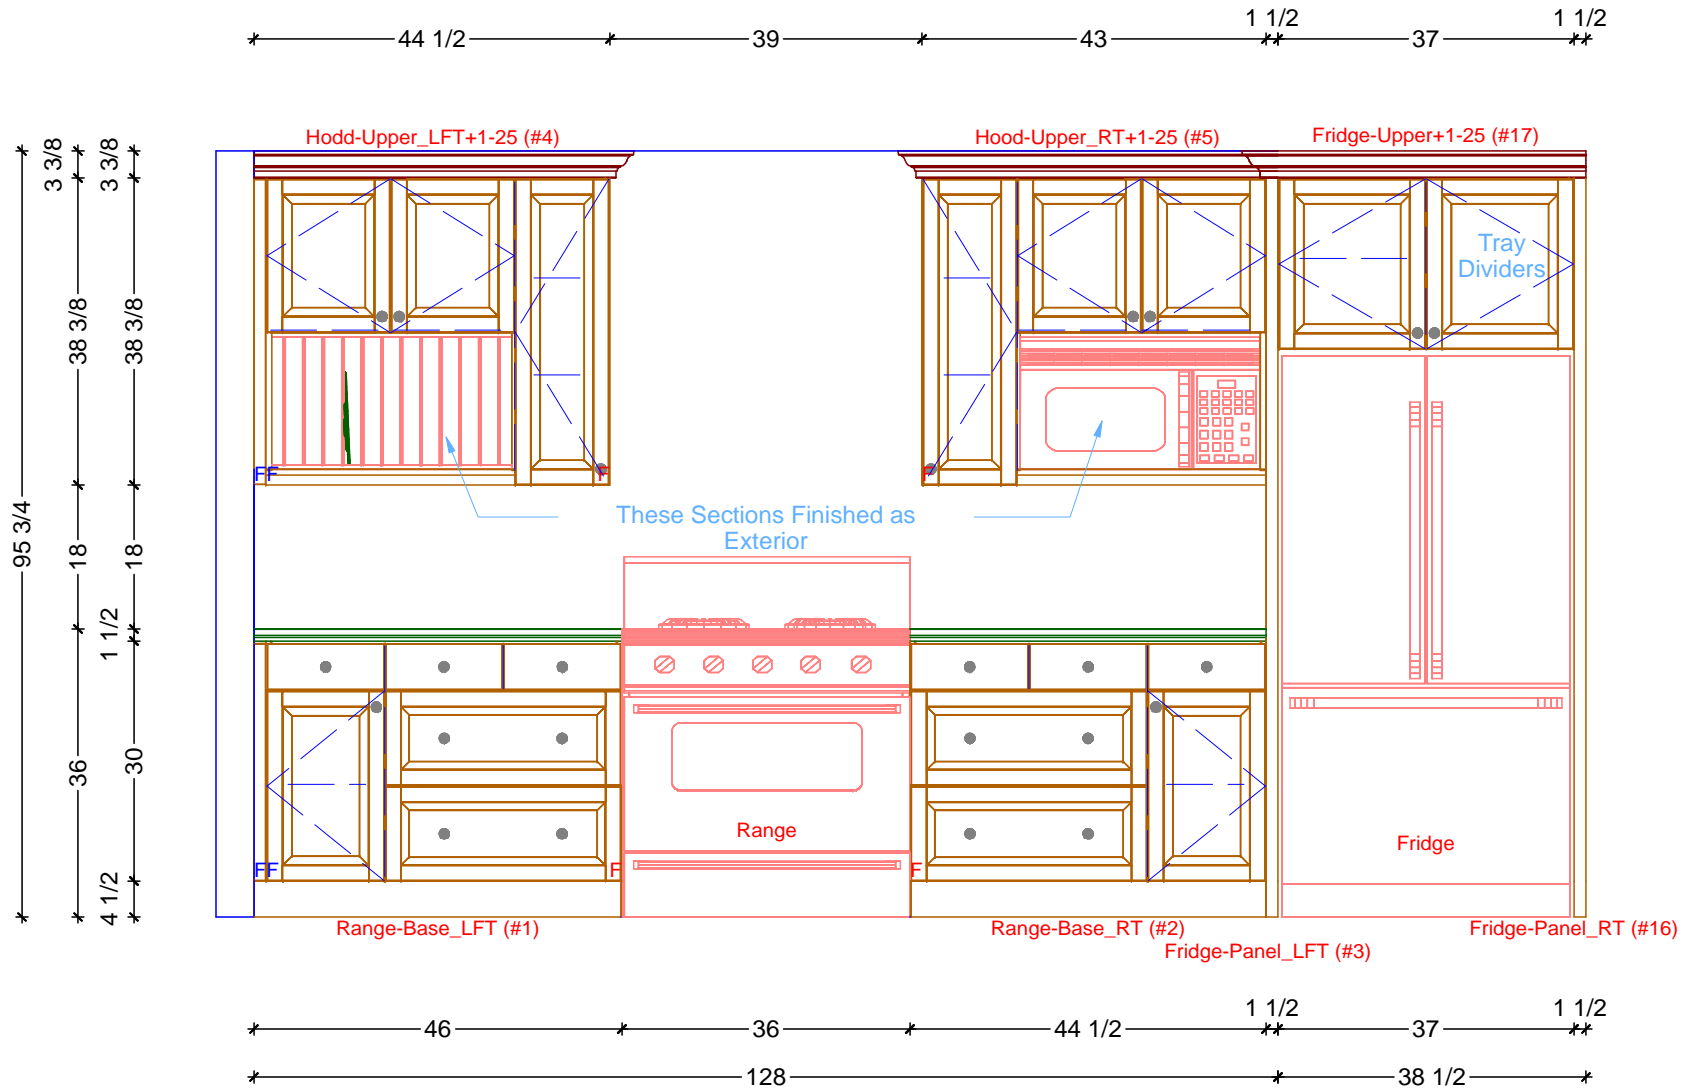 1 1/2
1 1/2
44 1/2
39
43
37
Hodd-Upper_LFT+1-25 (#4)
Hood-Upper_RT+1-25 (#5)
Fridge-Upper+1-25 (#17)
3 3/8
3 3/8
Tray
Dividers
38 3/8
38 3/8
FF
F
F
These Sections Finished as
Exterior
95 3/4
18
18
1 1/2
36
30
Range
Fridge
FF
F
F
4 1/2
Range-Base_LFT (#1)
Range-Base_RT (#2)
Fridge-Panel_RT (#16)
Fridge-Panel_LFT (#3)
1 1/2
1 1/2
46
36
44 1/2
37
128
38 1/2